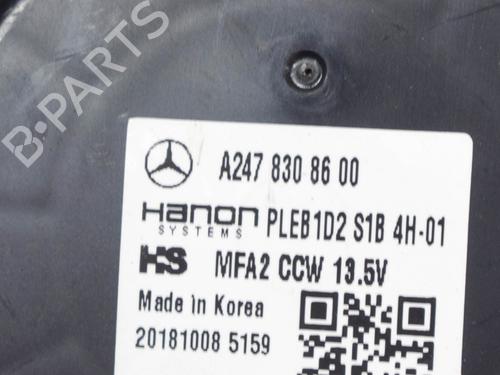 B-PARTS
A247 830 86 00
Hanon PLEB1D2 S1B 4H-01
SYSTEMS
HS MFA2 CCW 13.5V
Made in Korea
20181008 5159